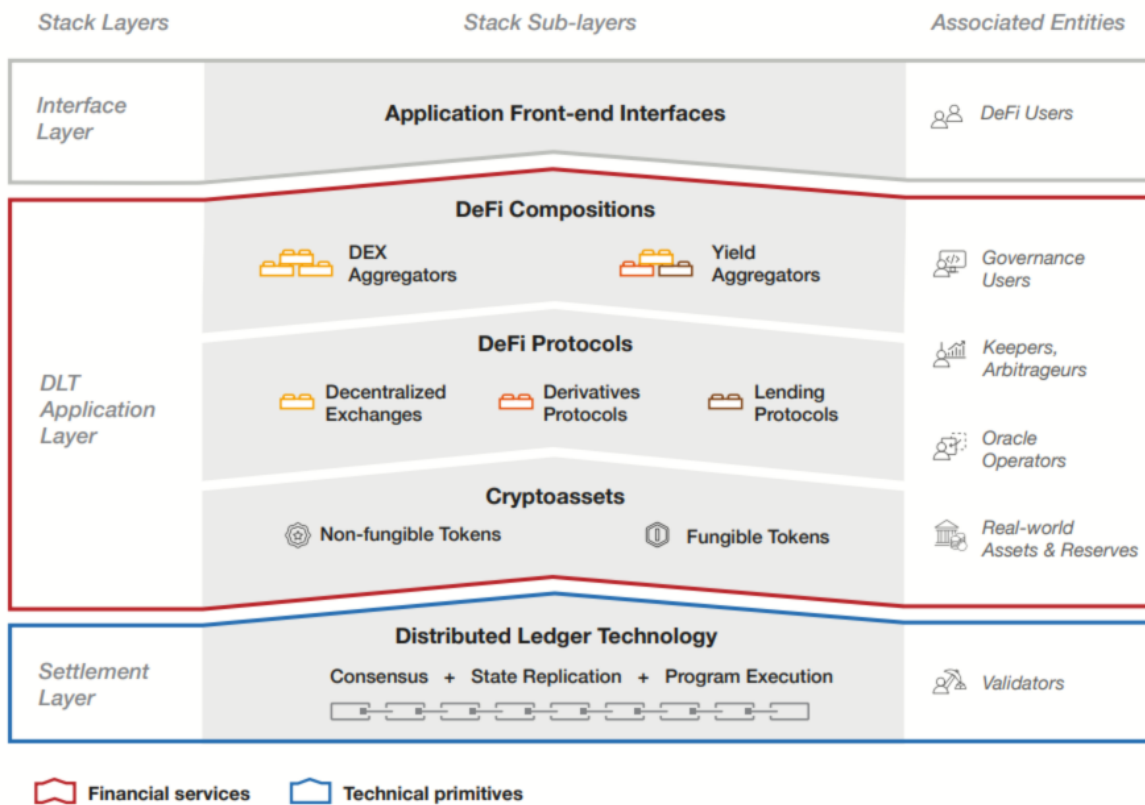 Stack Layers
Stack Sub-layers
Associated Entities
Interface
Layer
Application Front-end Interfaces
DeFi Users
DLT
Application
Layer
DeFi Compositions
DEX
Aggregators
Yield
Aggregators
DeFi Protocols
Decentralized
Exchanges
Derivatives
Protocols
Lending
Protocols
Cryptoassets
Non-fungible Tokens
Fungible Tokens
Governance
Users
Keepers,
Arbitrageurs
Oracle
Operators
Real-world
Assets & Reserves
Settlement
Layer
Distributed Ledger Technology
Consensus + State Replication + Program Execution
Validators
Financial services
Technical primitives